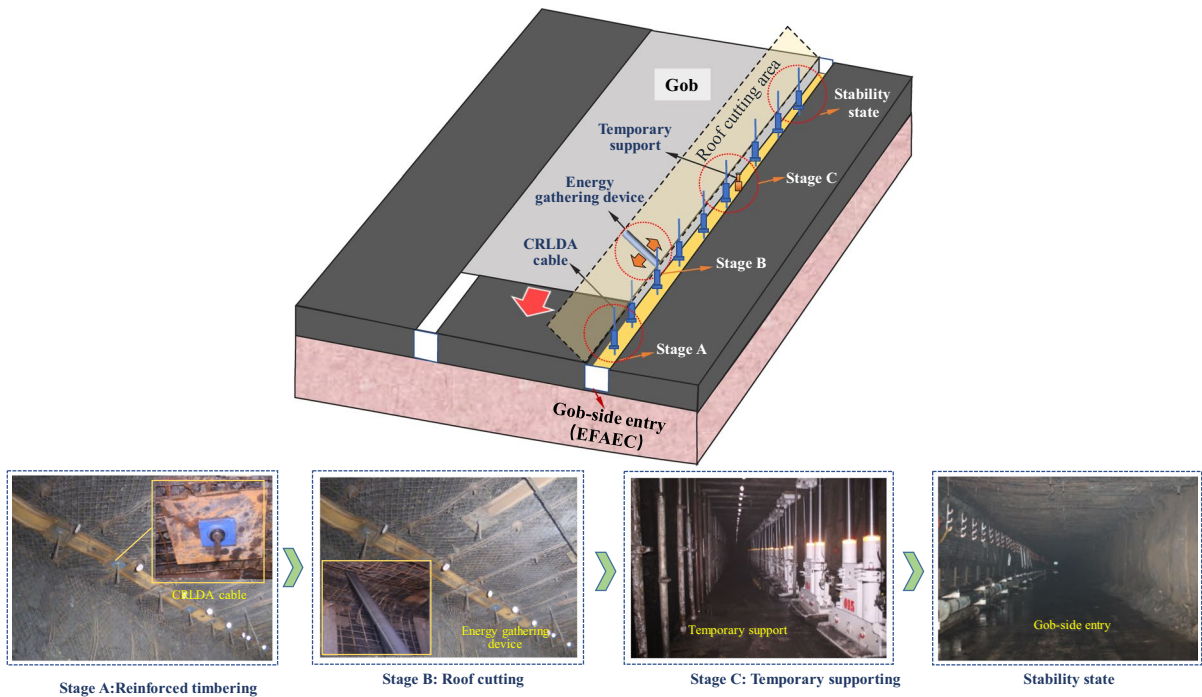 Gob
Roof cutting area
Stability
state
Temporary
support
Stage C
Energy
gathering device
CRLDA
cable
Stage B
Stage A
Gob-side entry
(EFAEC)
CRLDA cable
Energy gathering
device
Temporary support
Gob-side entry
Stage A:Reinforced timbering
Stage B: Roof cutting
Stage C: Temporary supporting
Stability state